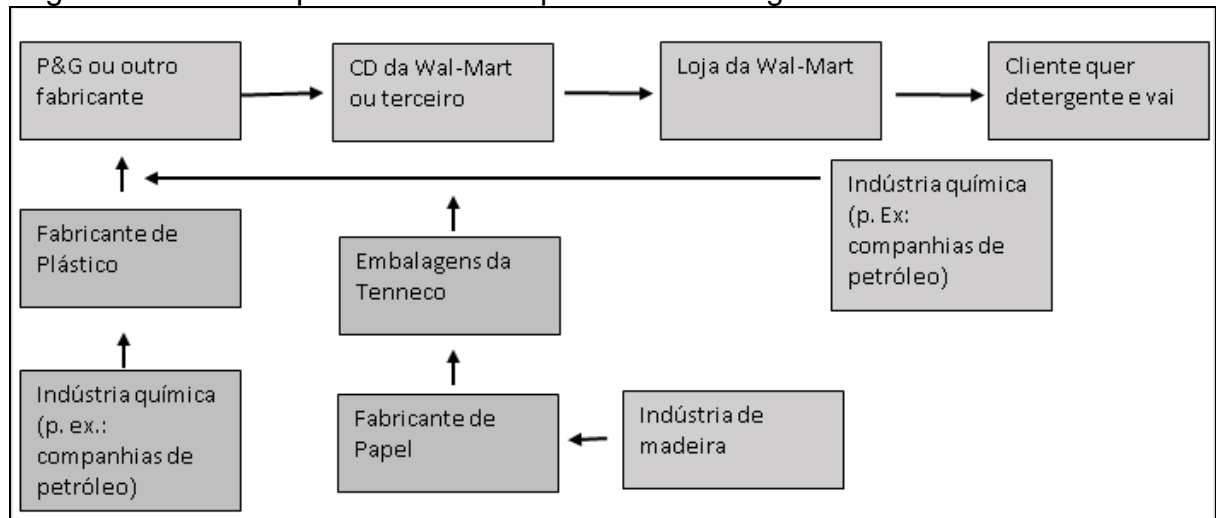 P&G ou outro
fabricante
CD da Wal-Mart
ou terceiro
Loja da Wal-Mart
Cliente quer
detergente e vai
Fabricante de
Plástico
Embalagens da
Tenneco
Indústria química
(p. Ex:
companhias de
petróleo)
Indústria química
(p. ex.:
companhias de
petróleo)
Fabricante de
Papel
Indústria de
madeira